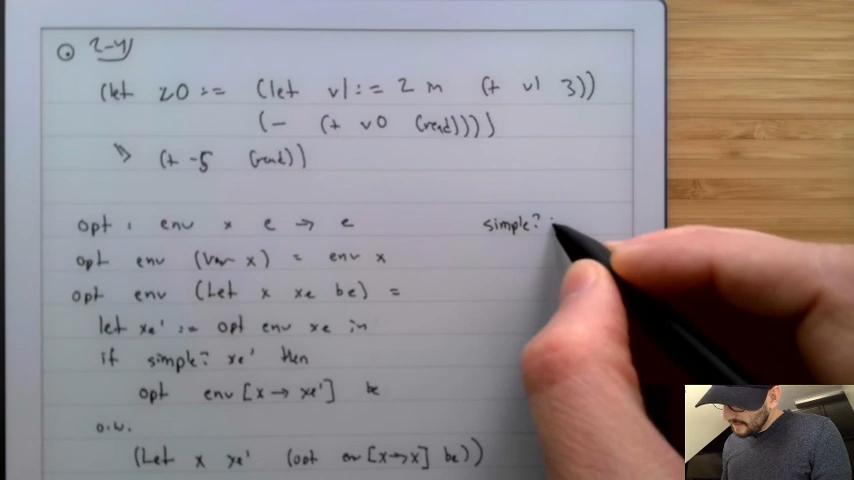 2-4
(let z0 := (let v1 := 2 in (+ v1 3))
(- (+ v0 (read))))
(+ -5 (read))
opt : env x e → e simple? :
opt env (Var x) = env x
opt env (Let x xe be) =
let xe' := opt env xe in
if simple? xe' then
opt env[x → xe'] be
o.w.
(Let x xe' (opt env[x→x] be))